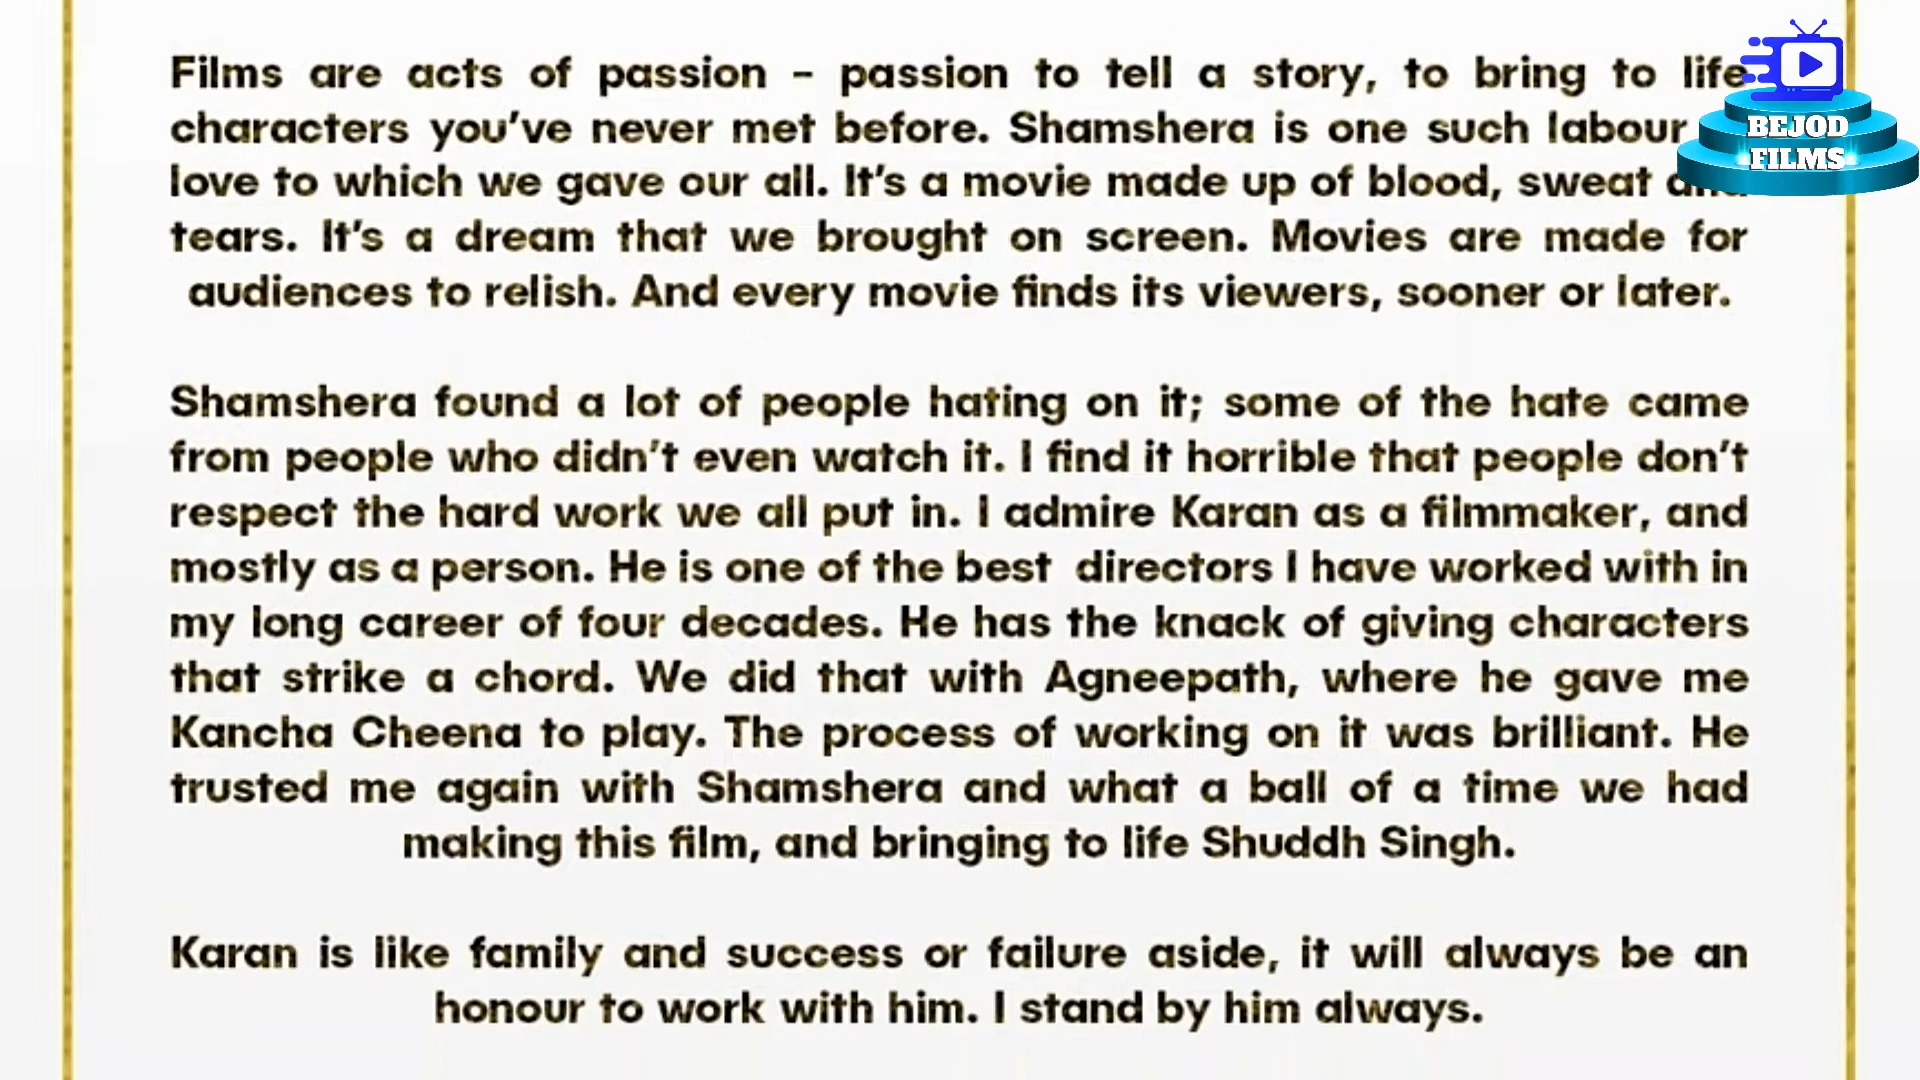 Films are acts of passion – passion to tell a story, to bring to life
characters you’ve never met before. Shamshera is one such labour
love to which we gave our all. It’s a movie made up of blood, sweat and
tears. It’s a dream that we brought on screen. Movies are made for
audiences to relish. And every movie finds its viewers, sooner or later.
Shamshera found a lot of people hating on it; some of the hate came
from people who didn’t even watch it. I find it horrible that people don’t
respect the hard work we all put in. I admire Karan as a filmmaker, and
mostly as a person. He is one of the best directors I have worked with in
my long career of four decades. He has the knack of giving characters
that strike a chord. We did that with Agneepath, where he gave me
Kancha Cheena to play. The process of working on it was brilliant. He
trusted me again with Shamshera and what a ball of a time we had
making this film, and bringing to life Shuddh Singh.
Karan is like family and success or failure aside, it will always be an
honour to work with him. I stand by him always.
BEJOD
FILMS